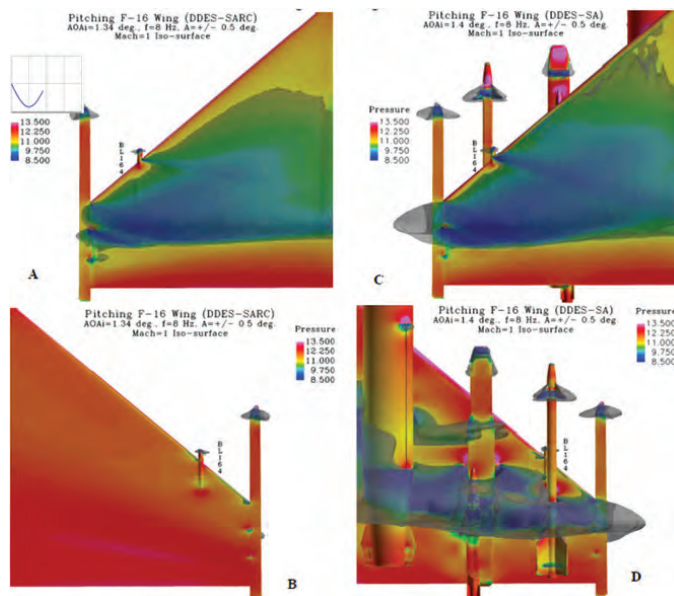 Pitching F-16 Wing (DDES-SARC)
AOAi=1.34 deg., f=8 Hz, A=+/- 0.5 deg.
Mach=1 Iso-surface
Pressure
13.500
12.250
11.000
9.750
8.500
BL164
A
Pitching F-16 Wing (DDES-SA)
AOAi=1.4 deg., f=8 Hz, A=+/- 0.5 deg.
Mach=1 Iso-surface
Pressure
13.500
12.250
11.000
9.750
8.500
BL164
C
Pitching F-16 Wing (DDES-SARC)
AOAi=1.34 deg., f=8 Hz, A=+/- 0.5 deg.
Mach=1 Iso-surface
Pressure
13.500
12.250
11.000
9.750
8.500
BL164
B
Pitching F-16 Wing (DDES-SA)
AOAi=1.4 deg., f=8 Hz, A=+/- 0.5 deg.
Mach=1 Iso-surface
Pressure
13.500
12.250
11.000
9.750
8.500
BL164
D